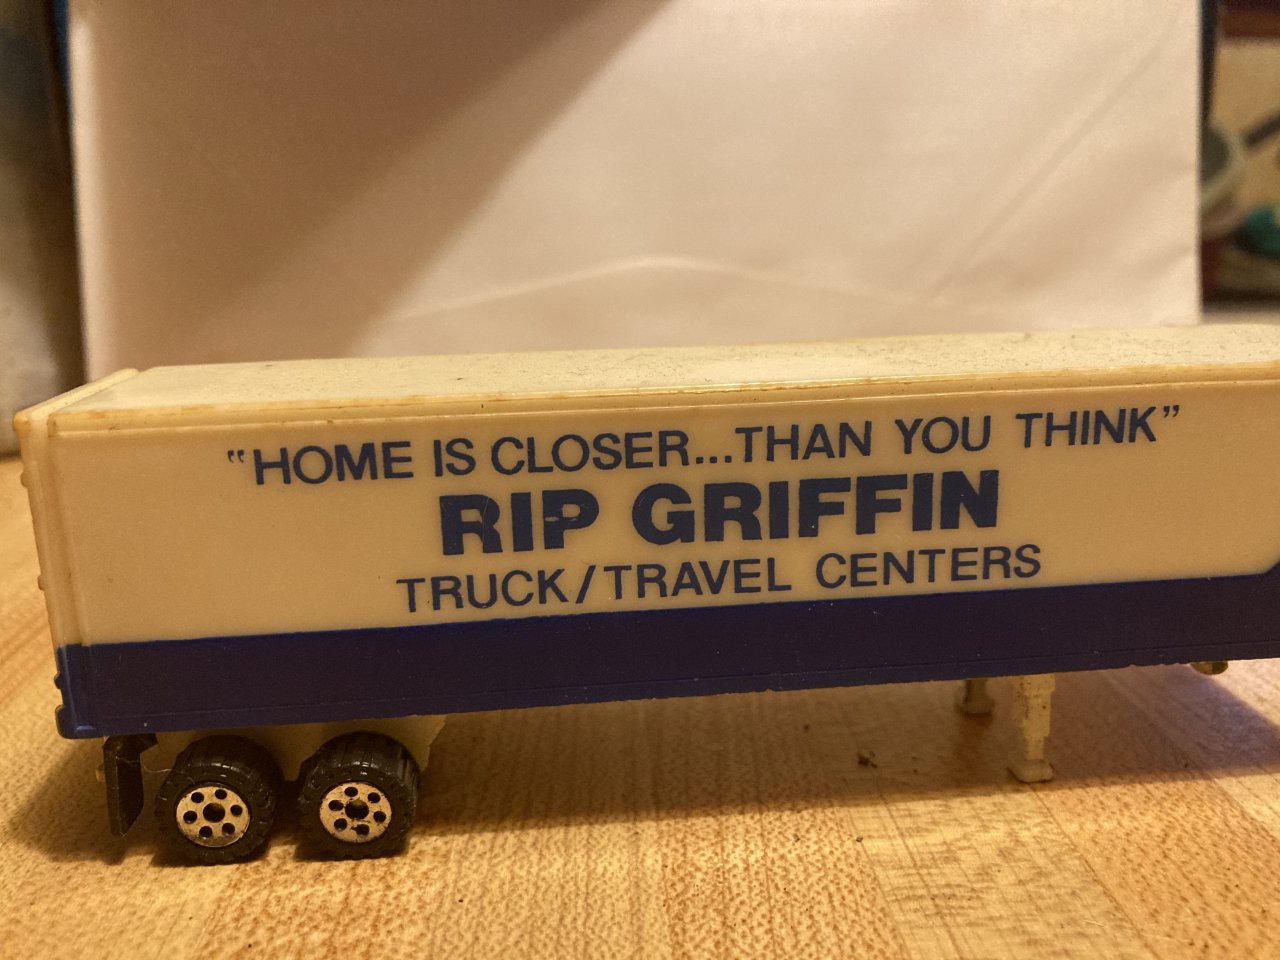 “HOME IS CLOSER...THAN YOU THINK”
RIP GRIFFIN
TRUCK/TRAVEL CENTERS